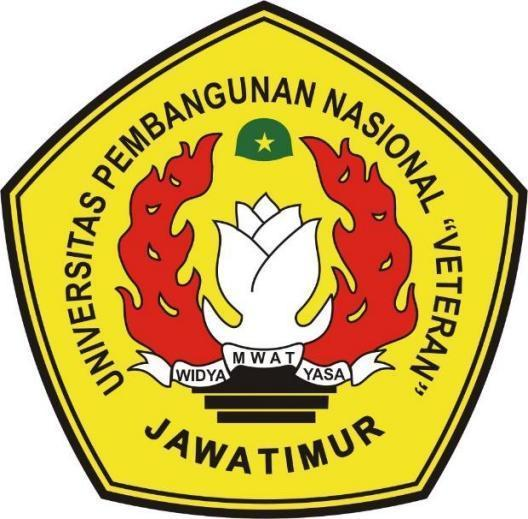 UNIVERSITAS PEMBANGUNAN NASIONAL “VETERAN”
WIDYA MWAT YASA
JAWATIMUR